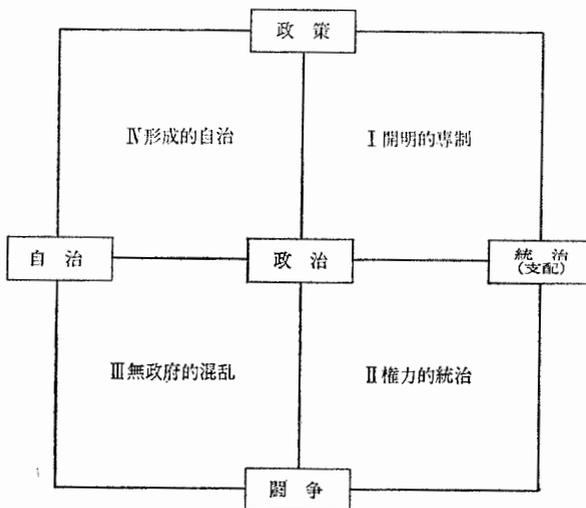 政策
Ⅳ形成的自治
Ⅰ開明的専制
自治
政治
統治
(支配)
Ⅲ無政府的混乱
Ⅱ権力的統治
闘争